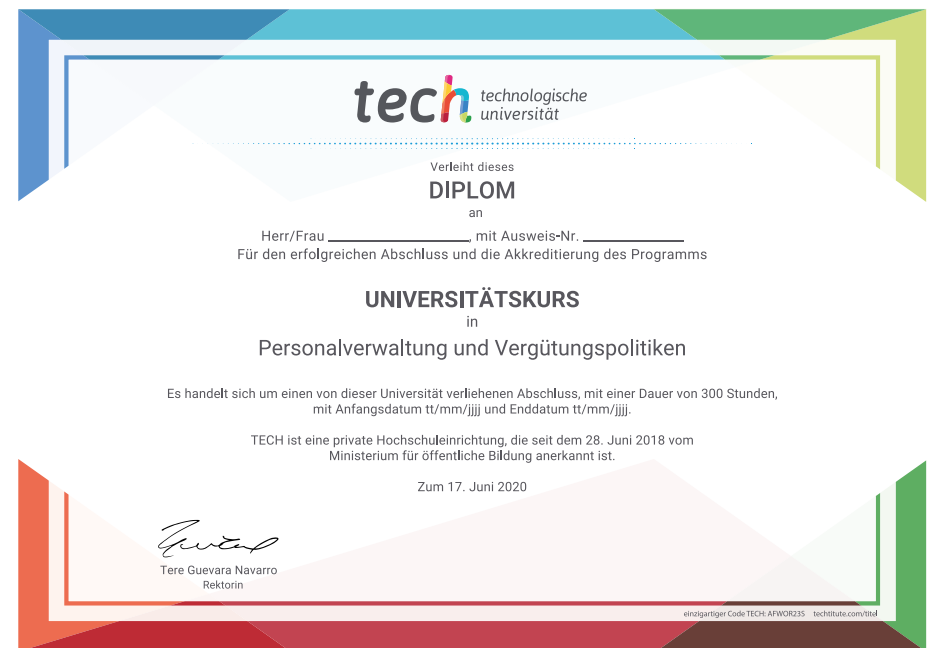 tech technologische
universität
Verleiht dieses
DIPLOM
an
Herr/Frau ____________________, mit Ausweis-Nr. ______________
Für den erfolgreichen Abschluss und die Akkreditierung des Programms
UNIVERSITÄTSKURS
in
Personalverwaltung und Vergütungspolitiken
Es handelt sich um einen von dieser Universität verliehenen Abschluss, mit einer Dauer von 300 Stunden,
mit Anfangsdatum tt/mm/jjjj und Enddatum tt/mm/jjjj.
TECH ist eine private Hochschuleinrichtung, die seit dem 28. Juni 2018 vom
Ministerium für öffentliche Bildung anerkannt ist.
Zum 17. Juni 2020
Tere Guevara Navarro
Rektorin
einzigartiger Code TECH: AFWOR23S techtitute.com/titel